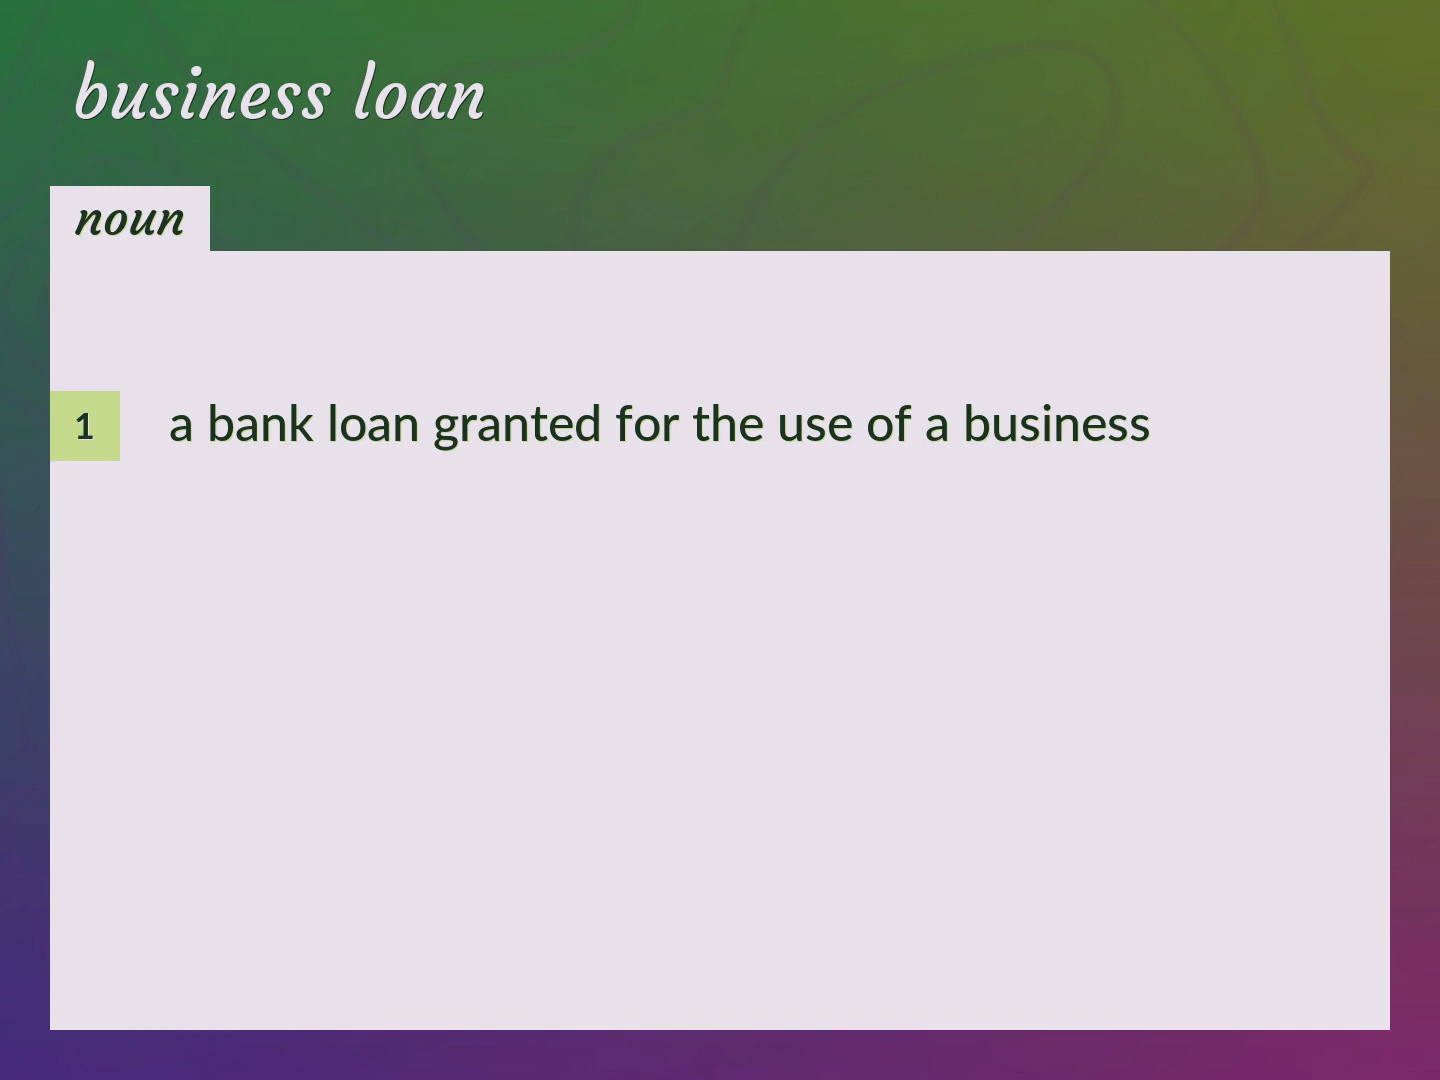 business loan
noun
1 a bank loan granted for the use of a business